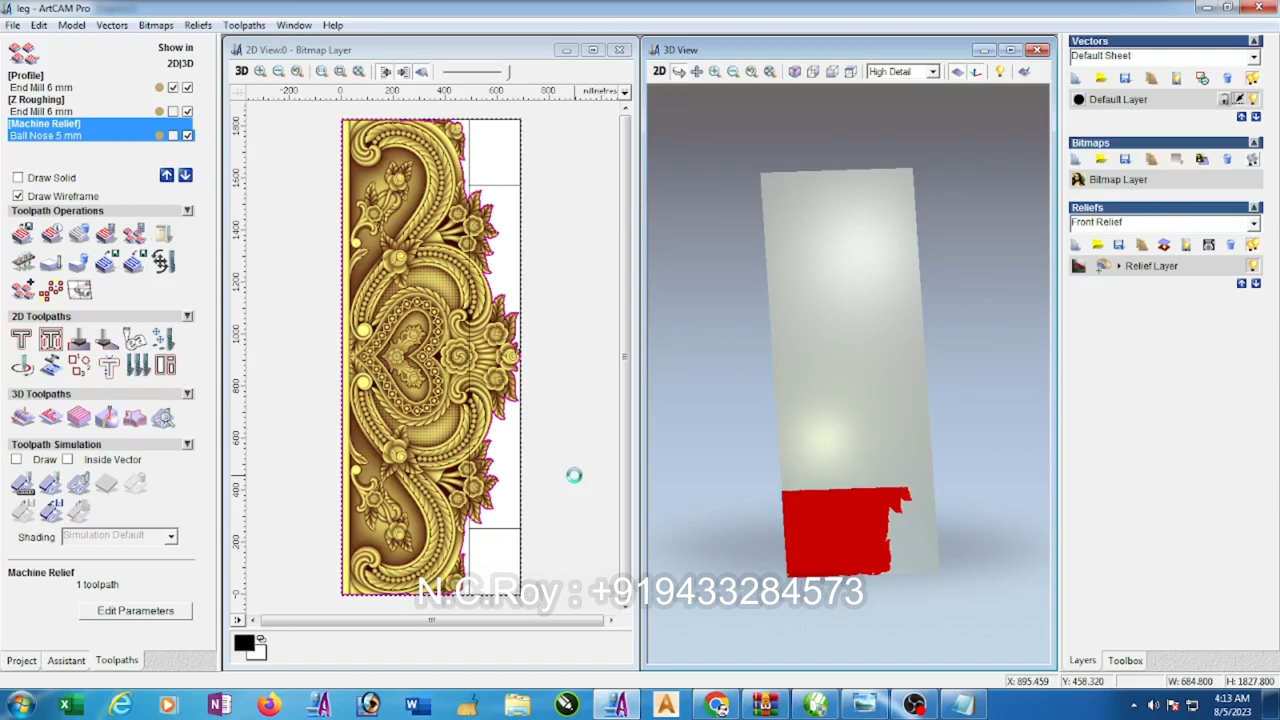 leg - ArtCAM Pro
File Edit Model Vectors Bitmaps Reliefs Toolpaths Window Help
Show in
2D|3D
[Profile]
End Mill 6 mm
[Z Roughing]
End Mill 6 mm
[Machine Relief]
Ball Nose 5 mm
Draw Solid
Draw Wireframe
Toolpath Operations
2D Toolpaths
3D Toolpaths
Toolpath Simulation
Draw Inside Vector
Shading Simulation Default
Machine Relief
1 toolpath
Edit Parameters
Project Assistant Toolpaths
2D View:0 - Bitmap Layer
3D
-200 0 200 400 600 800 millimetres
1800
1600
1400
1200
1000
800
600
400
200
0
3D View
2D High Detail
N.C.Roy : +919433284573
Vectors
Default Sheet
Default Layer
Bitmaps
Bitmap Layer
Reliefs
Front Relief
Relief Layer
Layers Toolbox
X: 895.459 Y: 458.320 W: 684.800 H: 1827.800
4:13 AM
8/5/2023